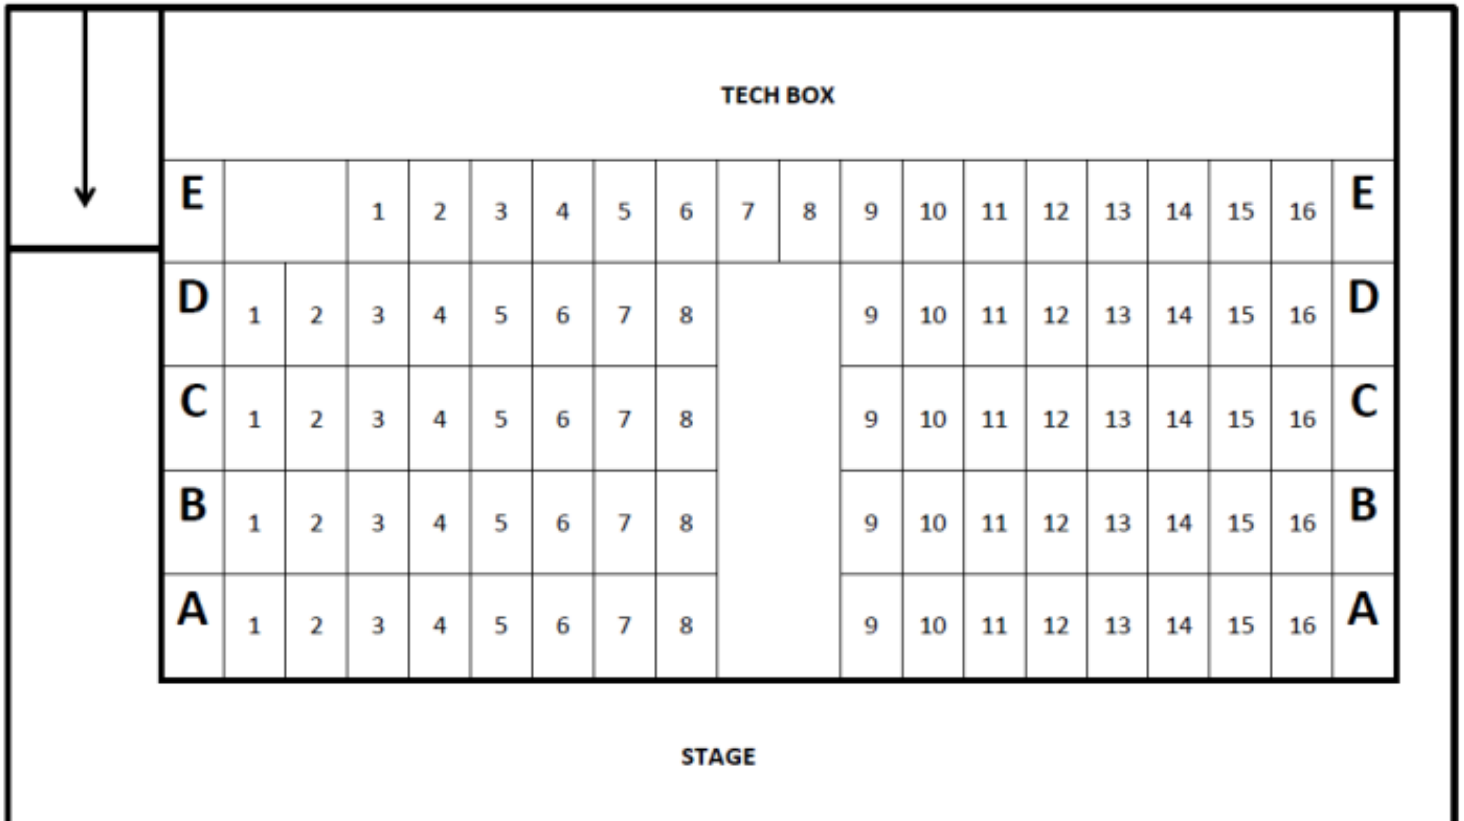 TECH BOX
E 1 2 3 4 5 6 7 8 9 10 11 12 13 14 15 16 E
D 1 2 3 4 5 6 7 8 9 10 11 12 13 14 15 16 D
C 1 2 3 4 5 6 7 8 9 10 11 12 13 14 15 16 C
B 1 2 3 4 5 6 7 8 9 10 11 12 13 14 15 16 B
A 1 2 3 4 5 6 7 8 9 10 11 12 13 14 15 16 A
STAGE